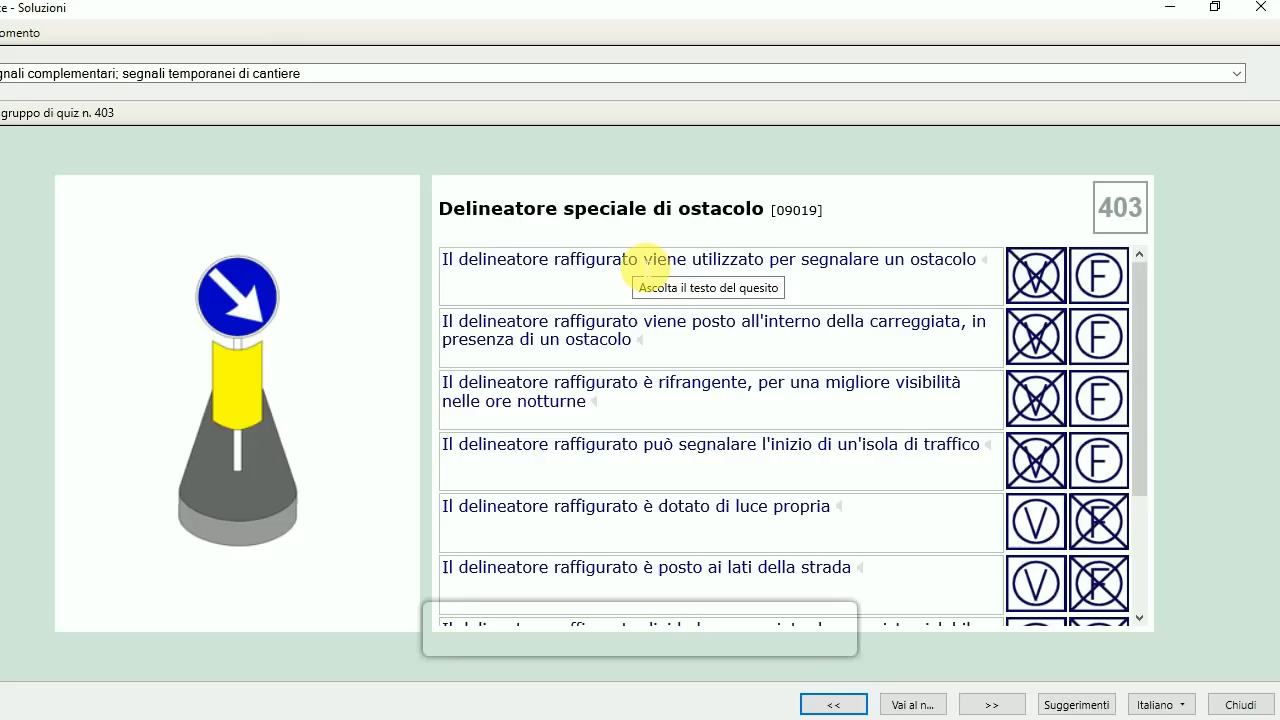 te - Soluzioni
omento
gnali complementari; segnali temporanei di cantiere
gruppo di quiz n. 403
Delineatore speciale di ostacolo [09019]
403
Il delineatore raffigurato viene utilizzato per segnalare un ostacolo
V F
Ascolta il testo del quesito
Il delineatore raffigurato viene posto all'interno della carreggiata, in
presenza di un ostacolo
V F
Il delineatore raffigurato è rifrangente, per una migliore visibilità
nelle ore notturne
V F
Il delineatore raffigurato può segnalare l'inizio di un'isola di traffico
V F
Il delineatore raffigurato è dotato di luce propria
V F
Il delineatore raffigurato è posto ai lati della strada
V F
<<
Vai al n...
>>
Suggerimenti
Italiano
Chiudi